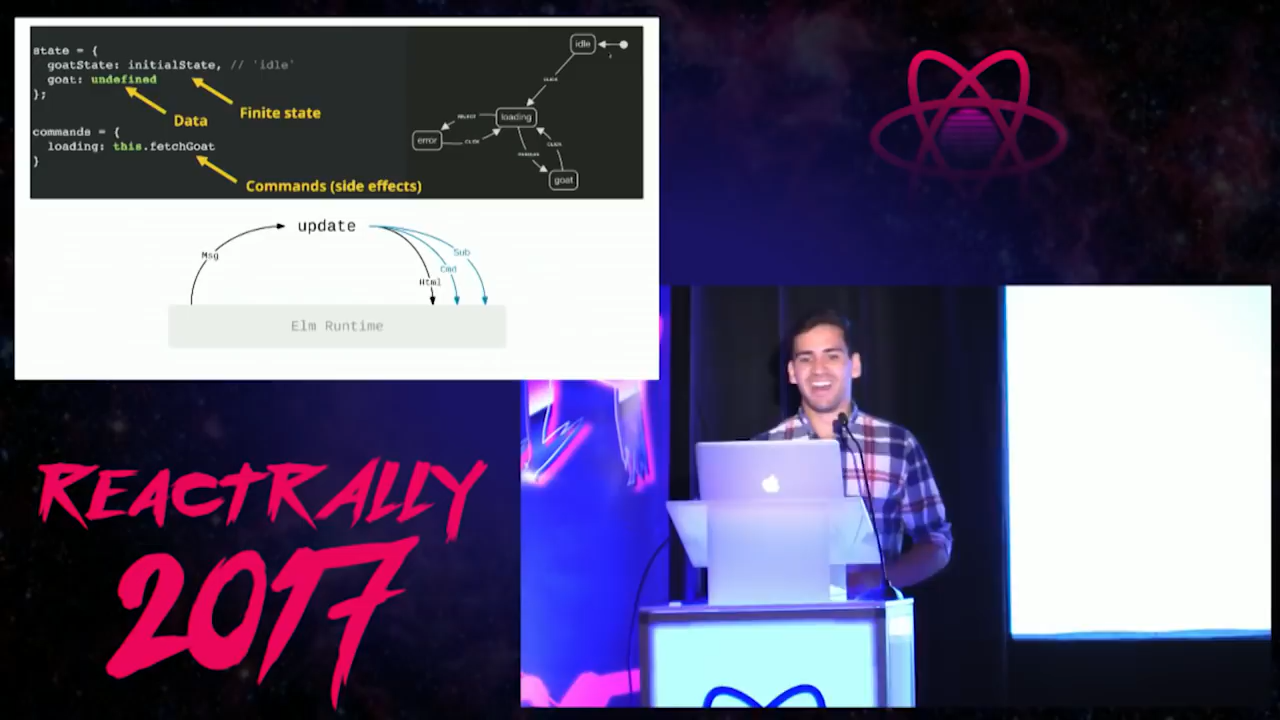 state = {
goatState: initialState, // 'idle'
goat: undefined
};
Data
Finite state
commands = {
loading: this.fetchGoat
}
Commands (side effects)
idle
loading
error
goat
update
Msg
Sub
Cmd
Html
Elm Runtime
REACTRALLY
2017